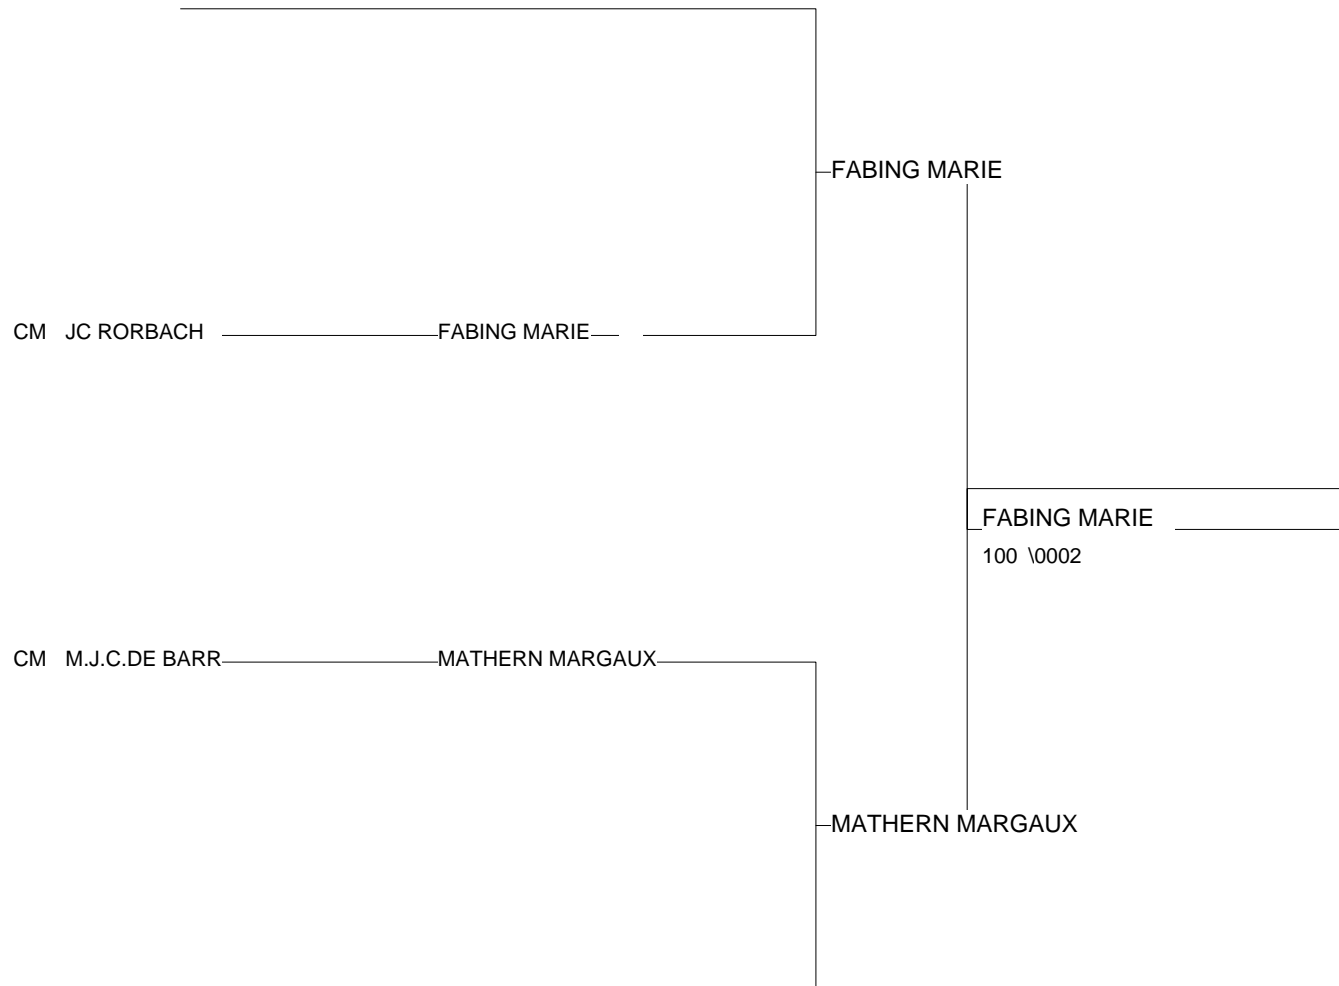 FABING MARIE
CM JC RORBACH FABING MARIE
FABING MARIE
100 \0002
CM M.J.C.DE BARR MATHERN MARGAUX
MATHERN MARGAUX